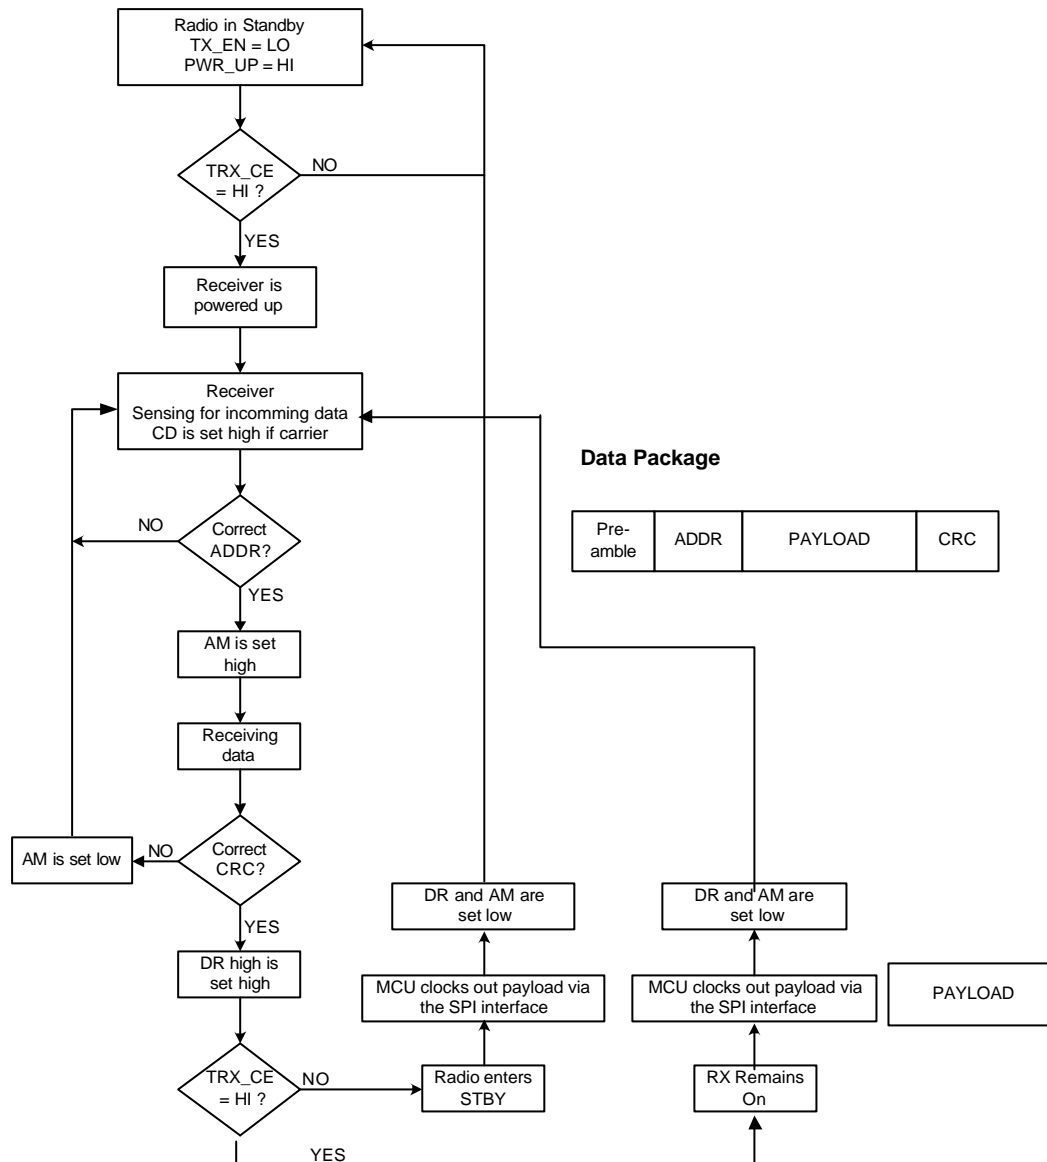 Radio in Standby
TX_EN = LO
PWR_UP = HI
TRX_CE
= HI ?
NO
YES
Receiver is
powered up
Receiver
Sensing for incomming data
CD is set high if carrier
Data Package
Pre-
amble
ADDR
PAYLOAD
CRC
NO
Correct
ADDR?
YES
AM is set
high
Receiving
data
AM is set low
NO
Correct
CRC?
YES
DR high is
set high
DR and AM are
set low
DR and AM are
set low
MCU clocks out payload via
the SPI interface
MCU clocks out payload via
the SPI interface
PAYLOAD
TRX_CE
= HI ?
NO
Radio enters
STBY
RX Remains
On
YES